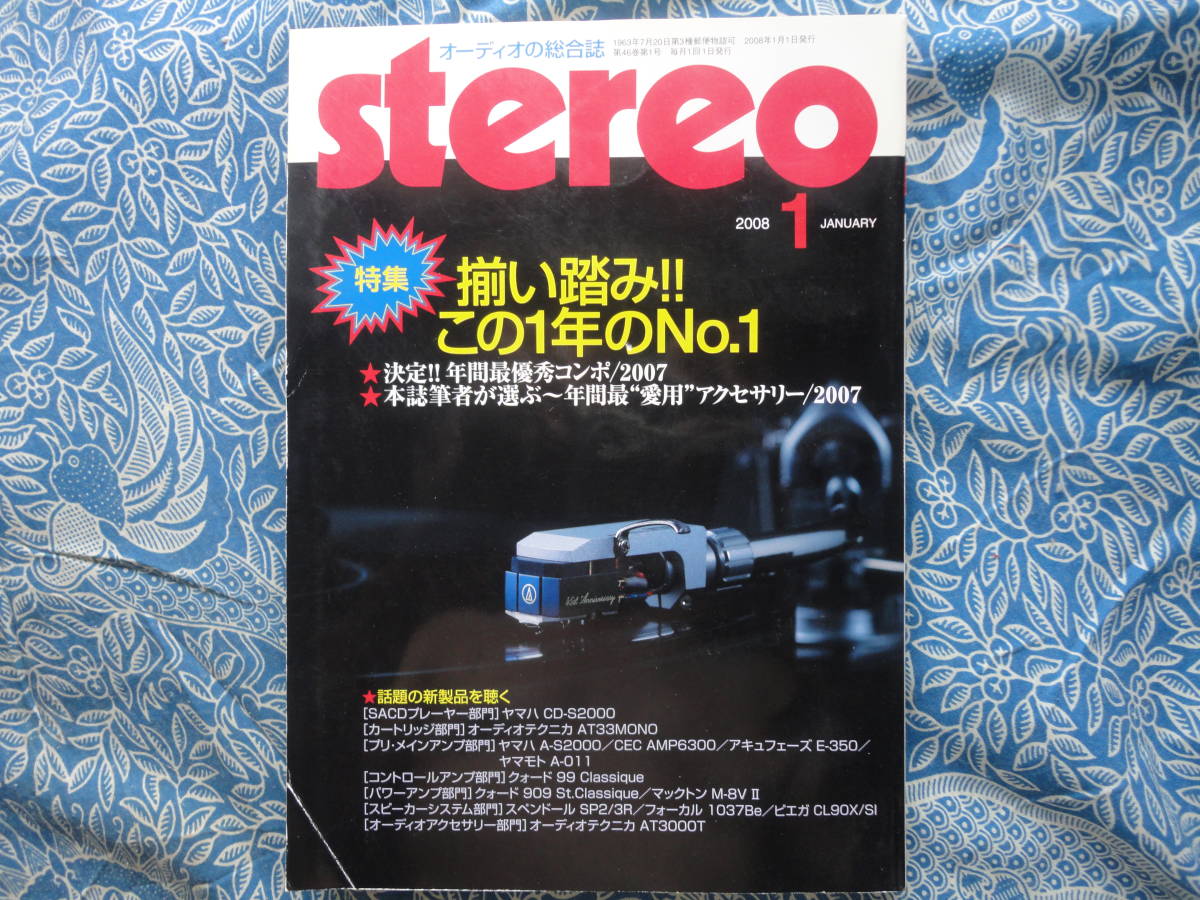 オーディオの総合誌
1963年7月20日第3種郵便物認可 2008年1月1日発行
第46巻第1号 毎月1回1日発行
stereo
2008 1 JANUARY
特集
揃い踏み!!
この1年のNo.1
★決定!! 年間最優秀コンポ/2007
★本誌筆者が選ぶ〜年間最“愛用”アクセサリー/2007
45th Anniversary
★話題の新製品を聴く
[SACDプレーヤー部門] ヤマハ CD-S2000
[カートリッジ部門] オーディオテクニカ AT33MONO
[プリ・メインアンプ部門] ヤマハ A-S2000／CEC AMP6300／アキュフェーズ E-350／
ヤマモト A-011
[コントロールアンプ部門] クォード 99 Classique
[パワーアンプ部門] クォード 909 St.Classique／マックトン M-8V II
[スピーカーシステム部門] スペンドール SP2/3R／フォーカル 1037Be／ピエガ CL90X/SI
[オーディオアクセサリー部門] オーディオテクニカ AT3000T